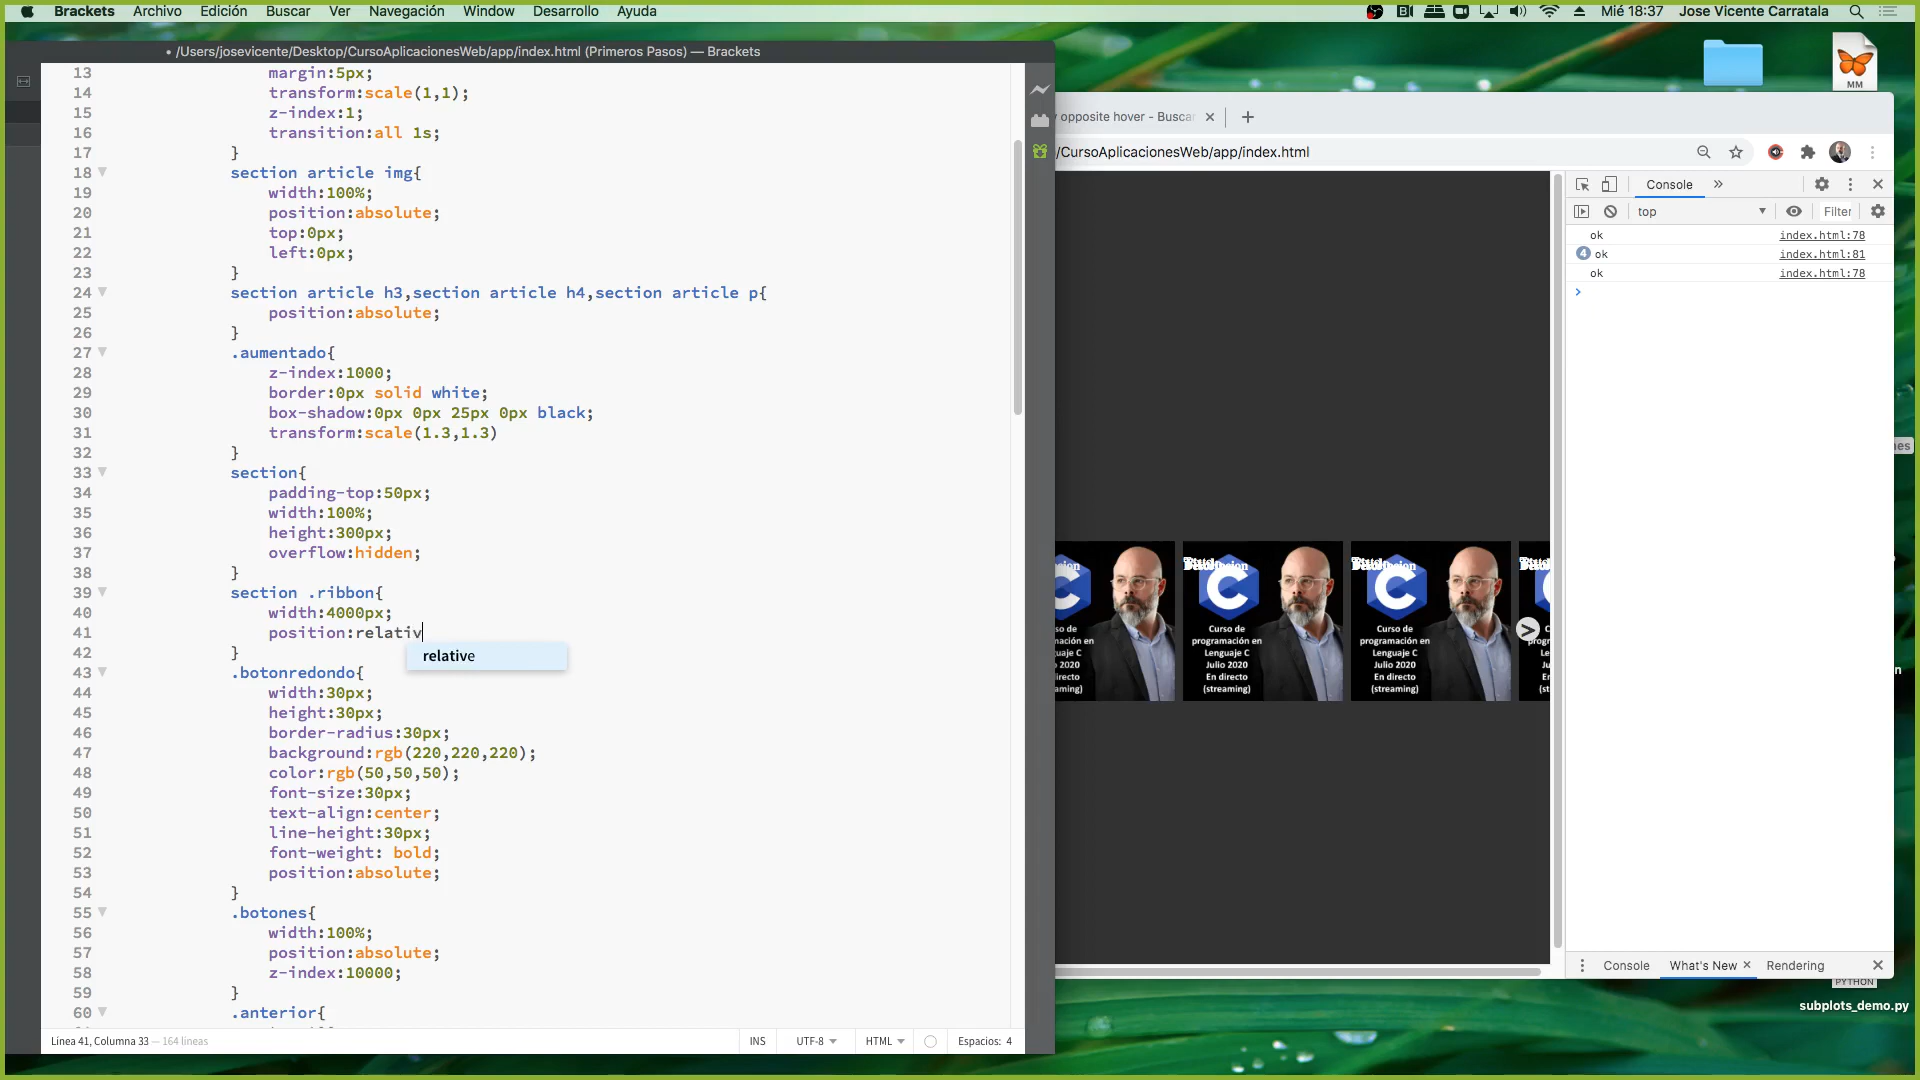 Brackets Archivo Edición Buscar Ver Navegación Window Desarrollo Ayuda Mié 18:37 Jose Vicente Carratala
• /Users/josevicente/Desktop/CursoAplicacionesWeb/app/index.html (Primeros Pasos) — Brackets
13 margin:5px;
14 transform:scale(1,1);
15 z-index:1;
16 transition:all 1s;
17 }
18 section article img{
19 width:100%;
20 position:absolute;
21 top:0px;
22 left:0px;
23 }
24 section article h3,section article h4,section article p{
25 position:absolute;
26 }
27 .aumentado{
28 z-index:1000;
29 border:0px solid white;
30 box-shadow:0px 0px 25px 0px black;
31 transform:scale(1.3,1.3)
32 }
33 section{
34 padding-top:50px;
35 width:100%;
36 height:300px;
37 overflow:hidden;
38 }
39 section .ribbon{
40 width:4000px;
41 position:relativ
relative
42 }
43 .botonredondo{
44 width:30px;
45 height:30px;
46 border-radius:30px;
47 background:rgb(220,220,220);
48 color:rgb(50,50,50);
49 font-size:30px;
50 text-align:center;
51 line-height:30px;
52 font-weight: bold;
53 position:absolute;
54 }
55 .botones{
56 width:100%;
57 position:absolute;
58 z-index:10000;
59 }
60 .anterior{
Línea 41, Columna 33 — 164 líneas
INS UTF-8 HTML Espacios: 4
MM
opposite hover - Buscar
/CursoAplicacionesWeb/app/index.html
Console »
top Filter
ok index.html:78
4 ok index.html:81
ok index.html:78
>
C
rso de
ramación en
guaje C
o 2020
directo
eaming)
C
Curso de
programación en
Lenguaje C
Julio 2020
En directo
(streaming)
C
Curso de
programación en
Lenguaje C
Julio 2020
En directo
(streaming)
>
Console What's New Rendering
PYTHON
subplots_demo.py